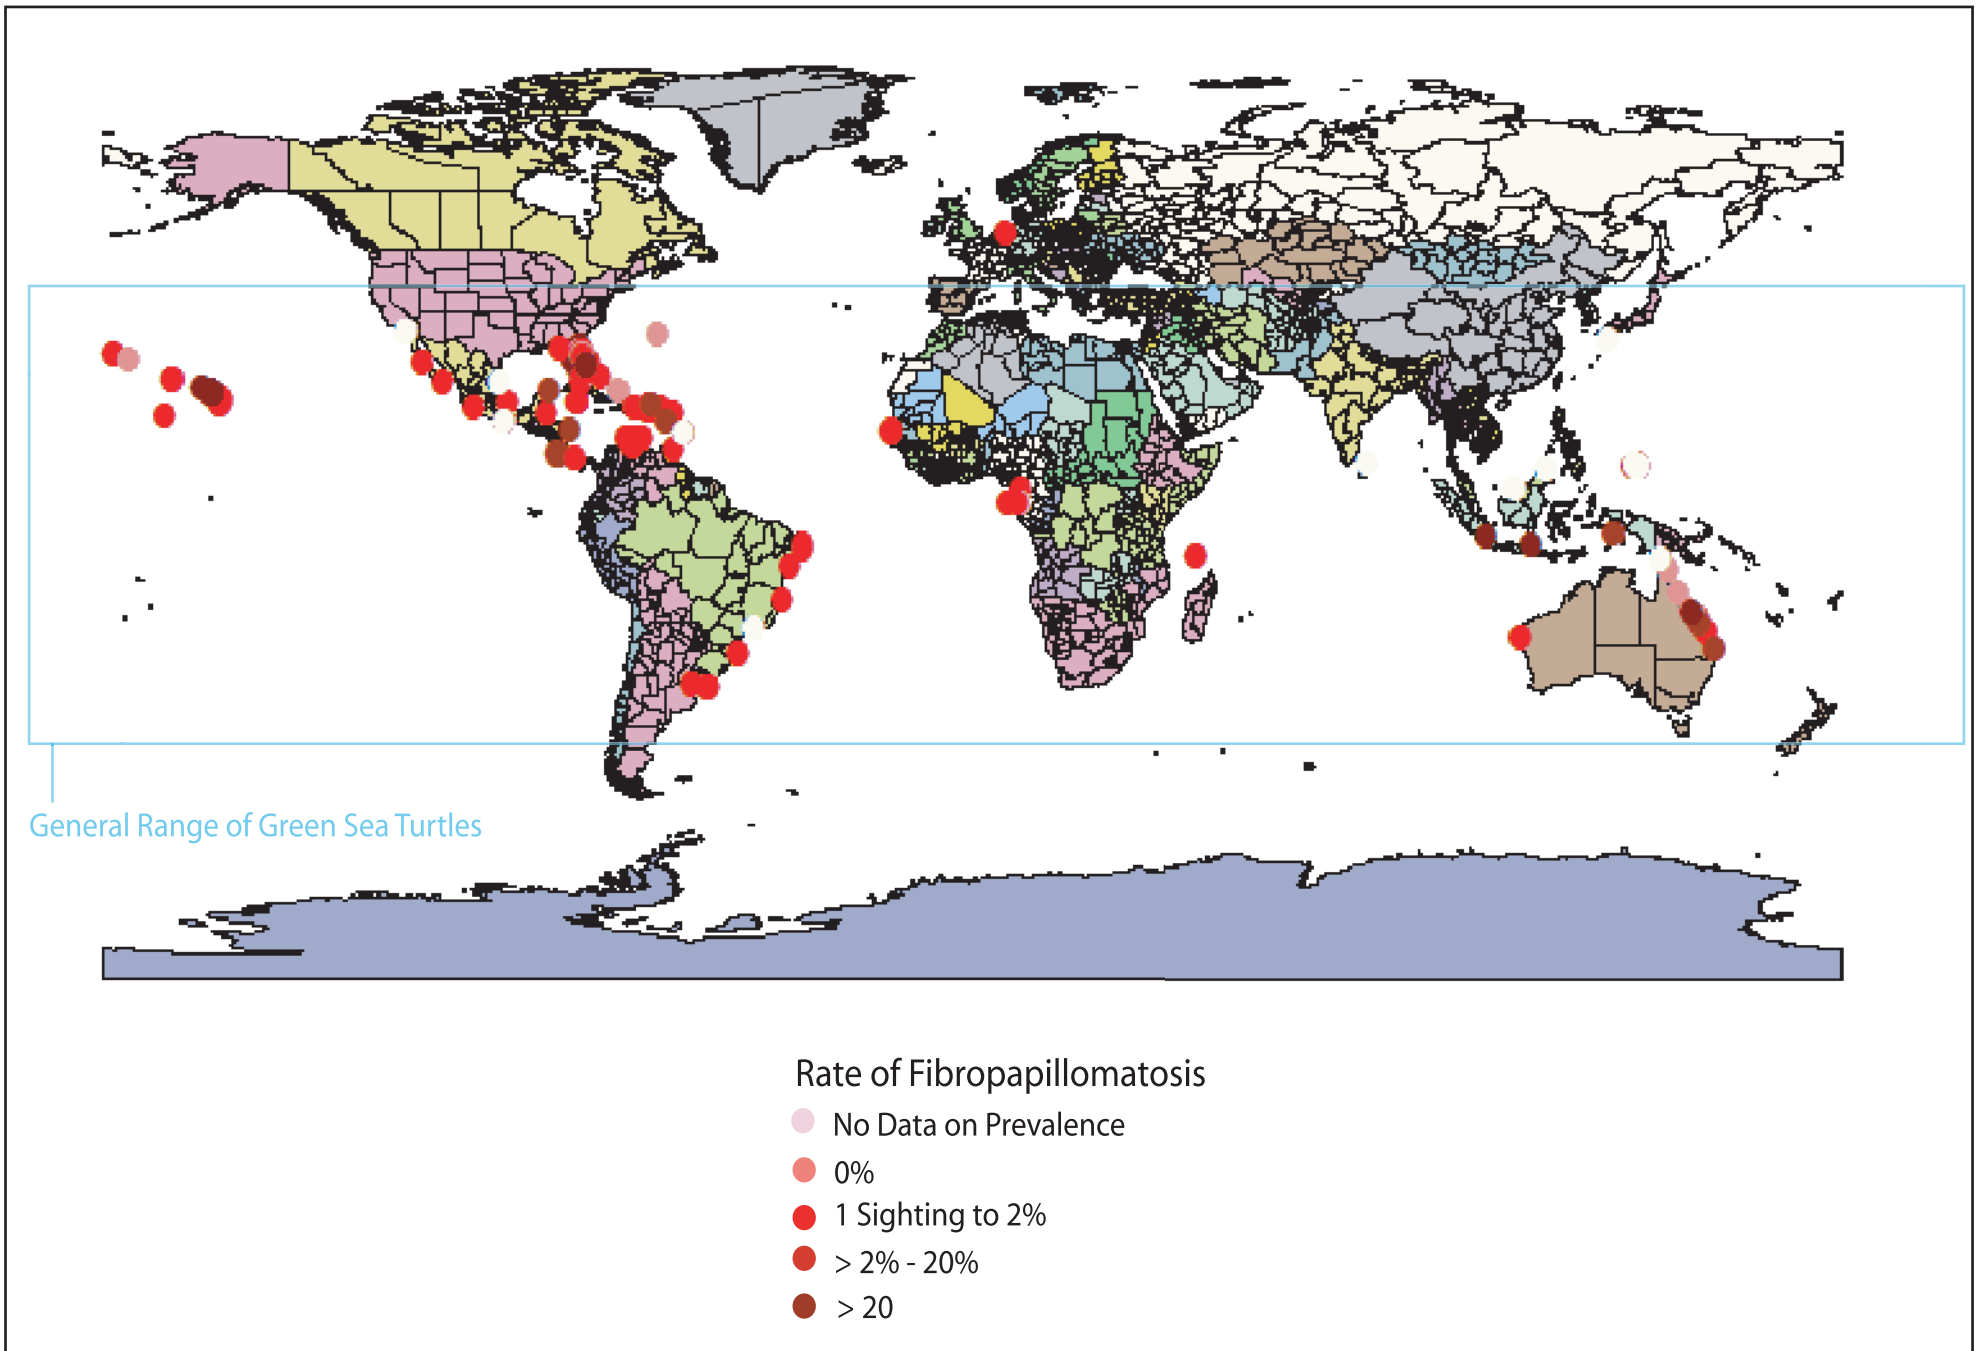 General Range of Green Sea Turtles
Rate of Fibropapillomatosis
No Data on Prevalence
0%
1 Sighting to 2%
> 2% - 20%
> 20